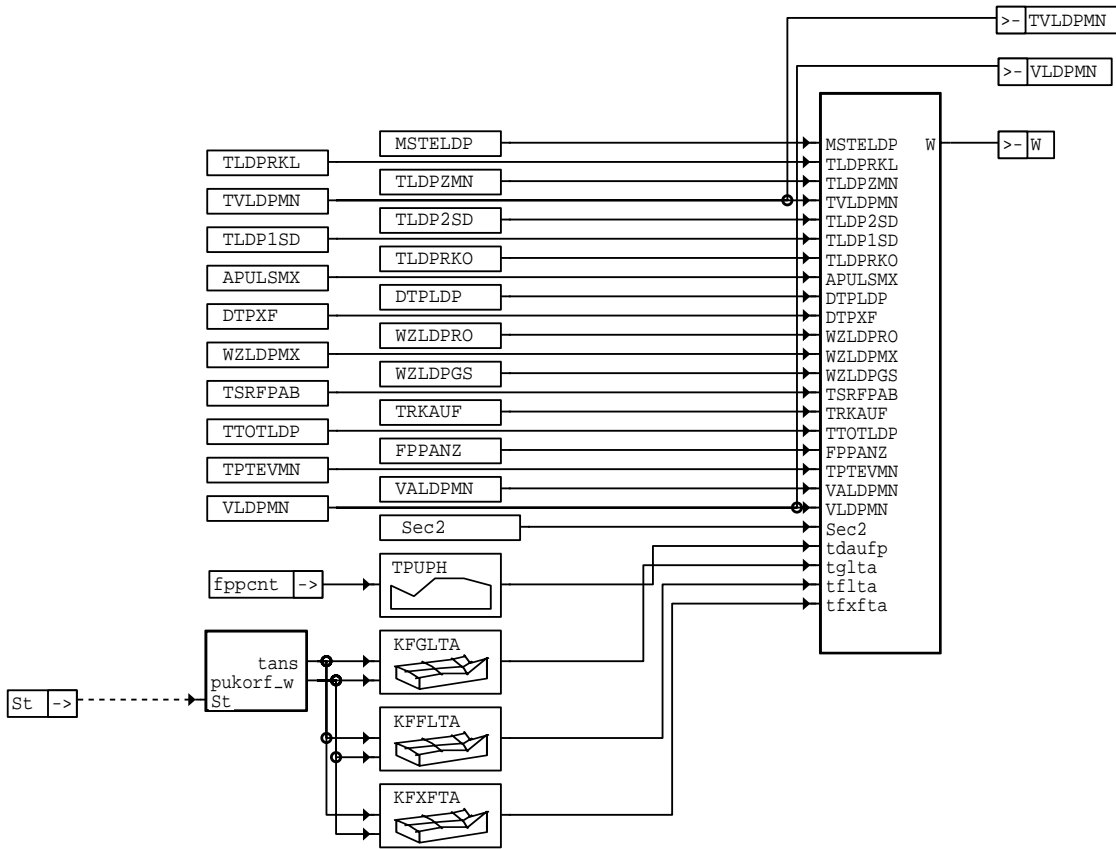 >- TVLDPMN
>- VLDPMN
MSTELDP
TLDPRKL
TLDPZMN
TVLDPMN
TLDP2SD
TLDP1SD
TLDPRKO
APULSMX
DTPLDP
DTPXF
WZLDPRO
WZLDPMX
WZLDPGS
TSRFPAB
TRKAUF
TTOTLDP
FPPANZ
TPTEVMN
VALDPMN
VLDPMN
Sec2
MSTELDP W
TLDPRKL
TLDPZMN
TVLDPMN
TLDP2SD
TLDP1SD
TLDPRKO
APULSMX
DTPLDP
DTPXF
WZLDPRO
WZLDPMX
WZLDPGS
TSRFPAB
TRKAUF
TTOTLDP
FPPANZ
TPTEVMN
VALDPMN
VLDPMN
Sec2
tdaufp
tglta
tflta
tfxfta
>- W
fppcnt ->
TPUPH
tans
pukorf_w
St
St ->
KFGLTA
KFFLTA
KFXFTA